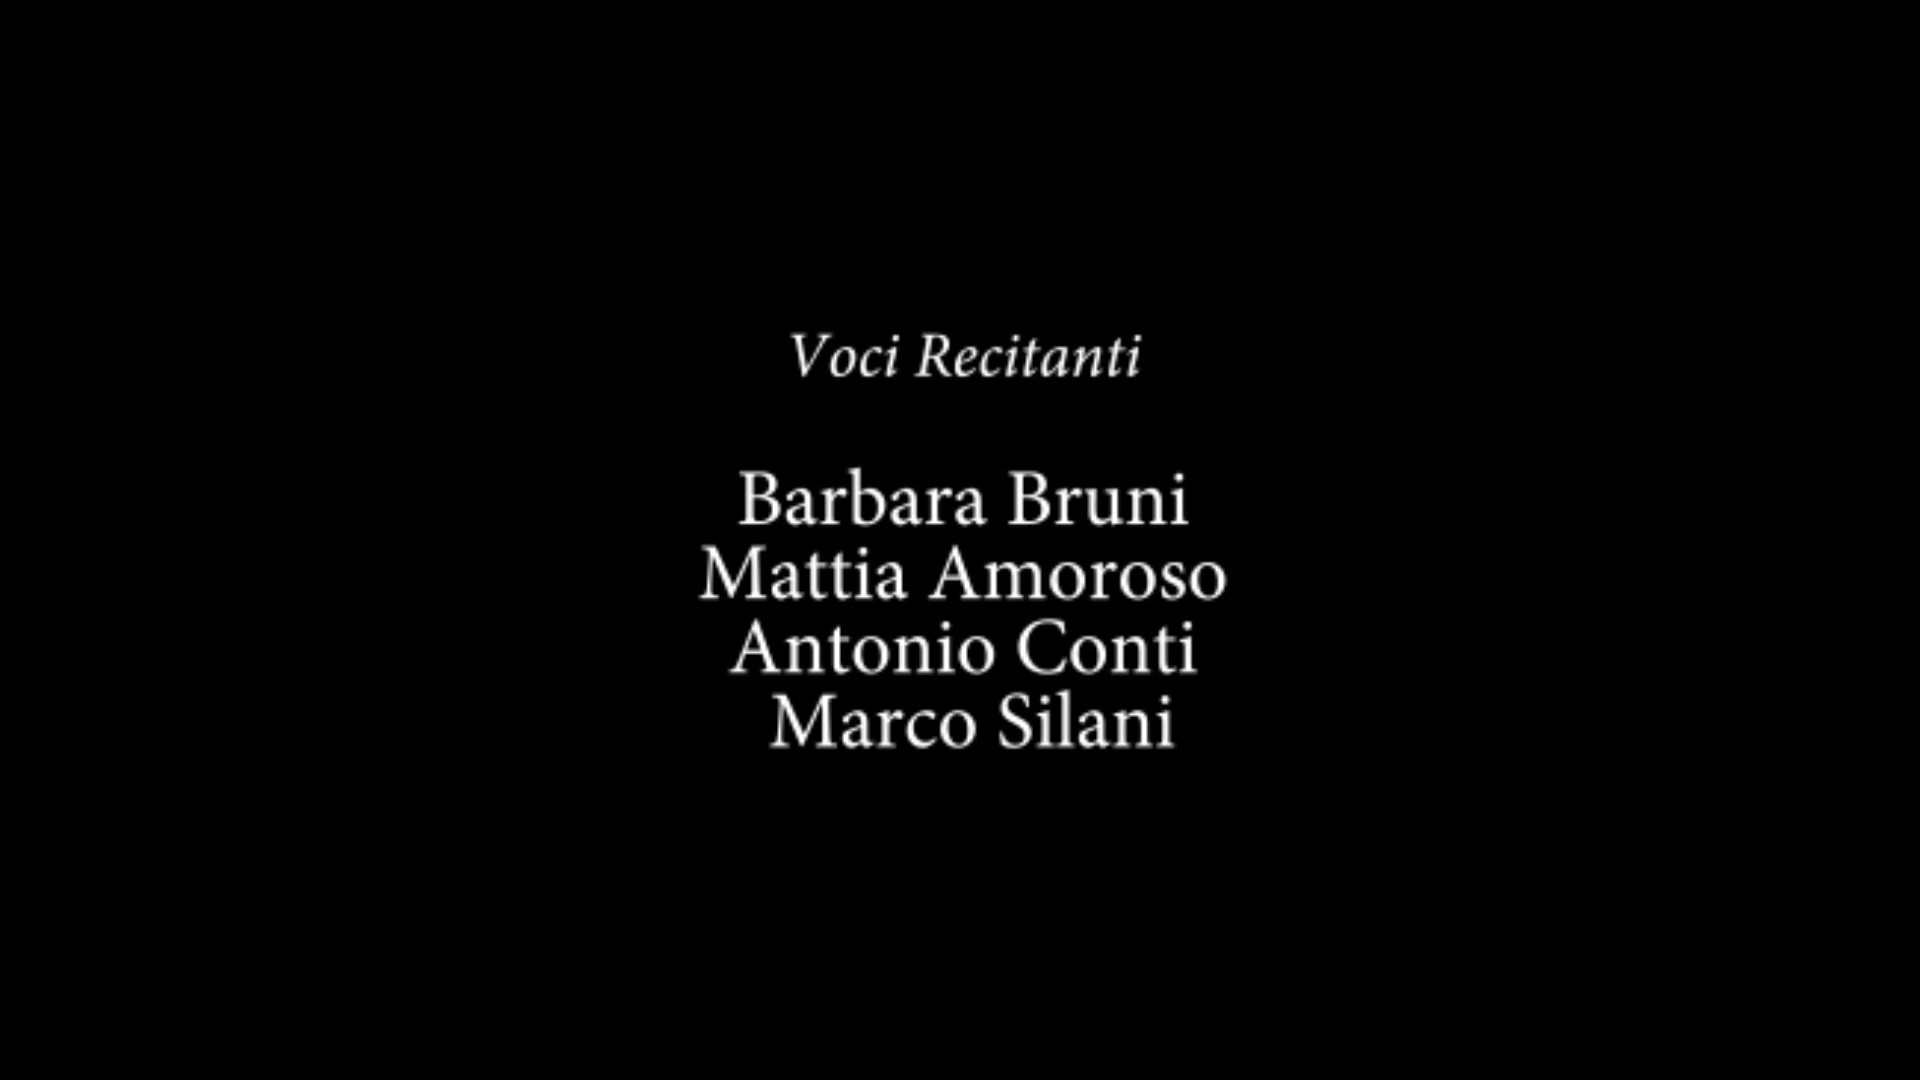 Voci Recitanti
Barbara Bruni
Mattia Amoroso
Antonio Conti
Marco Silani